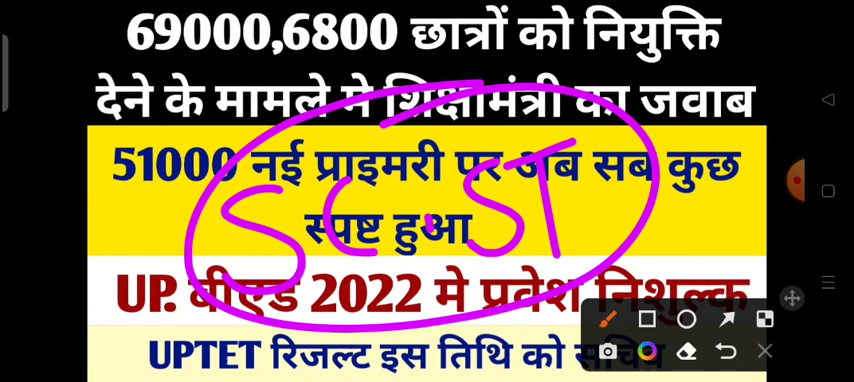 69000,6800 छात्रों को नियुक्ति
देने के मामले मे शिक्षामंत्री का जवाब
51000 नई प्राइमरी पर अब सब कुछ
स्पष्ट हुआ
SC.ST
UP. बीएड 2022 मे प्रवेश निशुल्क
UPTET रिजल्ट इस तिथि को सचिव